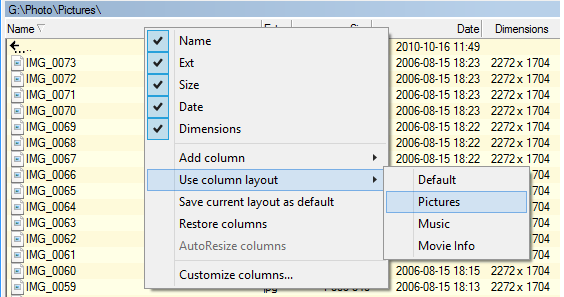 G:\Photo\Pictures\
Name Date Dimensions
.. 2010-10-16 11:49
IMG_0073 2006-08-15 18:23 2272 x 1704
IMG_0072 2006-08-15 18:23 2272 x 1704
IMG_0071 2006-08-15 18:23 2272 x 1704
IMG_0070 2006-08-15 18:23 2272 x 1704
IMG_0069 2006-08-15 18:22 2272 x 1704
IMG_0068 2006-08-15 18:22 2272 x 1704
IMG_0067 2006-08-15 18:22 2272 x 1704
IMG_0066
IMG_0065
IMG_0064
IMG_0063
IMG_0062
IMG_0061
IMG_0060 2006-08-15 18:15 2272 x 1704
IMG_0059 2006-08-15 18:13 2272 x 1704
Name
Ext
Size
Date
Dimensions
Add column
Use column layout
Save current layout as default
Restore columns
AutoResize columns
Customize columns...
Default
Pictures
Music
Movie Info